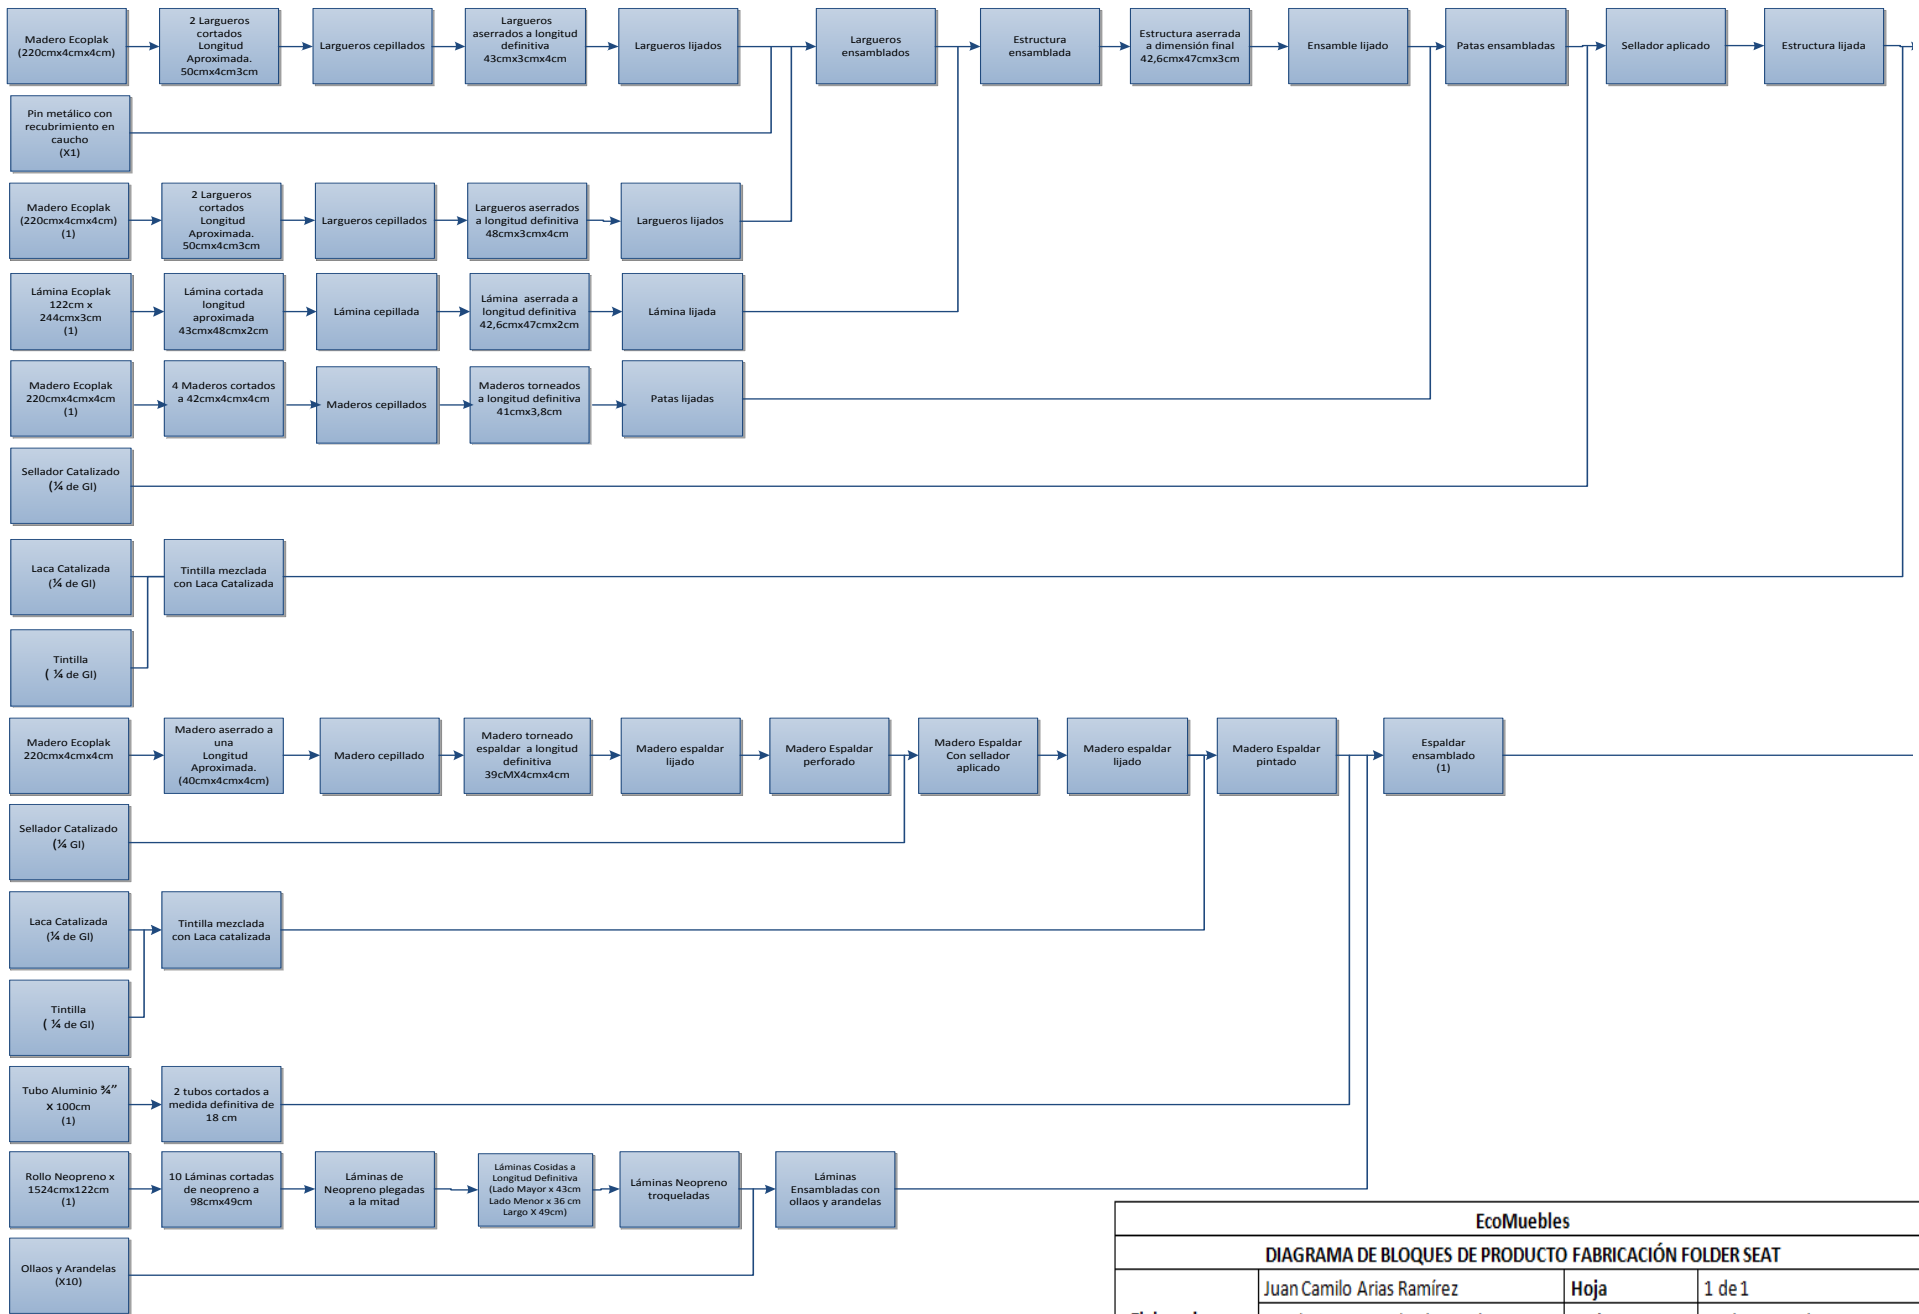 Madero Ecoplak
(220cmx4cmx4cm)
2 Largueros
cortados
Longitud
Aproximada.
50cmx4cm3cm
Largueros cepillados
Largueros
aserrados a longitud
definitiva
43cmx3cmx4cm
Largueros lijados
Largueros
ensamblados
Estructura
ensamblada
Estructura aserrada
a dimensión final
42,6cmx47cmx3cm
Ensamble lijado
Patas ensambladas
Sellador aplicado
Estructura lijada
Pin metálico con
recubrimiento en
caucho
(X1)
Madero Ecoplak
(220cmx4cmx4cm)
(1)
2 Largueros
cortados
Longitud
Aproximada.
50cmx4cm3cm
Largueros cepillados
Largueros aserrados
a longitud definitiva
48cmx3cmx4cm
Largueros lijados
Lámina Ecoplak
122cm x
244cmx3cm
(1)
Lámina cortada
longitud
aproximada
43cmx48cmx2cm
Lámina cepillada
Lámina aserrada a
longitud definitiva
42,6cmx47cmx2cm
Lámina lijada
Madero Ecoplak
220cmx4cmx4cm
(1)
4 Maderos cortados
a 42cmx4cmx4cm
Maderos cepillados
Maderos torneados
a longitud definitiva
41cmx3,8cm
Patas lijadas
Sellador Catalizado
(¼ de Gl)
Laca Catalizada
(¼ de Gl)
Tintilla mezclada
con Laca Catalizada
Tintilla
( ¼ de Gl)
Madero Ecoplak
220cmx4cmx4cm
Madero aserrado a
una
Longitud
Aproximada.
(40cmx4cmx4cm)
Madero cepillado
Madero torneado
espaldar a longitud
definitiva
39cMX4cmx4cm
Madero espaldar
lijado
Madero Espaldar
perforado
Madero Espaldar
Con sellador
aplicado
Madero espaldar
lijado
Madero Espaldar
pintado
Espaldar
ensamblado
(1)
Sellador Catalizado
(¼ Gl)
Laca Catalizada
(¼ de Gl)
Tintilla mezclada
con Laca catalizada
Tintilla
( ¼ de Gl)
Tubo Aluminio ¾”
X 100cm
(1)
2 tubos cortados a
medida definitiva de
18 cm
Rollo Neopreno x
1524cmx122cm
(1)
10 Láminas cortadas
de neopreno a
98cmx49cm
Láminas de
Neopreno plegadas
a la mitad
Láminas Cosidas a
Longitud Definitiva
(Lado Mayor x 43cm
Lado Menor x 36 cm
Largo X 49cm)
Láminas Neopreno
troqueladas
Láminas
Ensambladas con
ollaos y arandelas
Ollaos y Arandelas
(X10)
EcoMuebles
DIAGRAMA DE BLOQUES DE PRODUCTO FABRICACIÓN FOLDER SEAT
Juan Camilo Arias Ramírez
Hoja
1 de 1